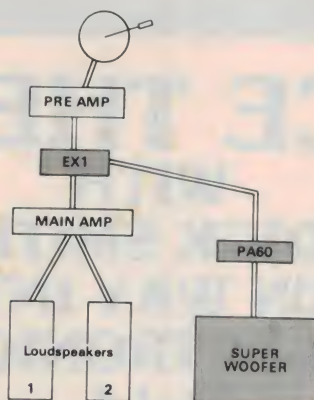 PRE AMP
EX1
MAIN AMP
PA60
Loudspeakers
1 2
SUPER
WOOFER